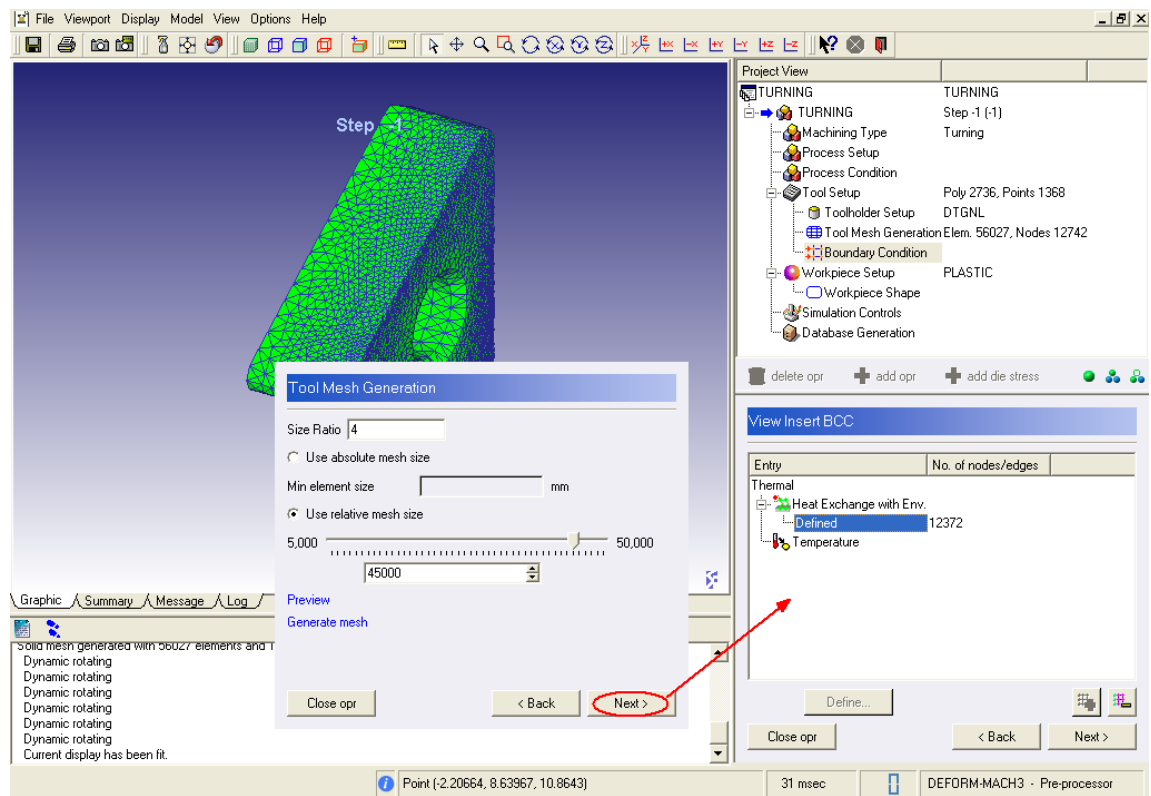 File Viewport Display Model View Options Help
Step -1
Project View
TURNING TURNING
TURNING Step -1 (-1)
Machining Type Turning
Process Setup
Process Condition
Tool Setup Poly 2736, Points 1368
Toolholder Setup DTGNL
Tool Mesh Generation Elem. 56027, Nodes 12742
Boundary Condition
Workpiece Setup PLASTIC
Workpiece Shape
Simulation Controls
Database Generation
delete opr add opr add die stress
Tool Mesh Generation
Size Ratio 4
Use absolute mesh size
Min element size mm
Use relative mesh size
5,000 50,000
45000
Preview
Generate mesh
Close opr < Back Next >
View Insert BCC
Entry No. of nodes/edges
Thermal
Heat Exchange with Env.
Defined 12372
Temperature
Define...
Close opr < Back Next >
Graphic Summary Message Log
Solid mesh generated with 56027 elements and
Dynamic rotating
Dynamic rotating
Dynamic rotating
Dynamic rotating
Dynamic rotating
Dynamic rotating
Current display has been fit.
Point (-2.20664, 8.63967, 10.8643) 31 msec DEFORM-MACH3 - Pre-processor